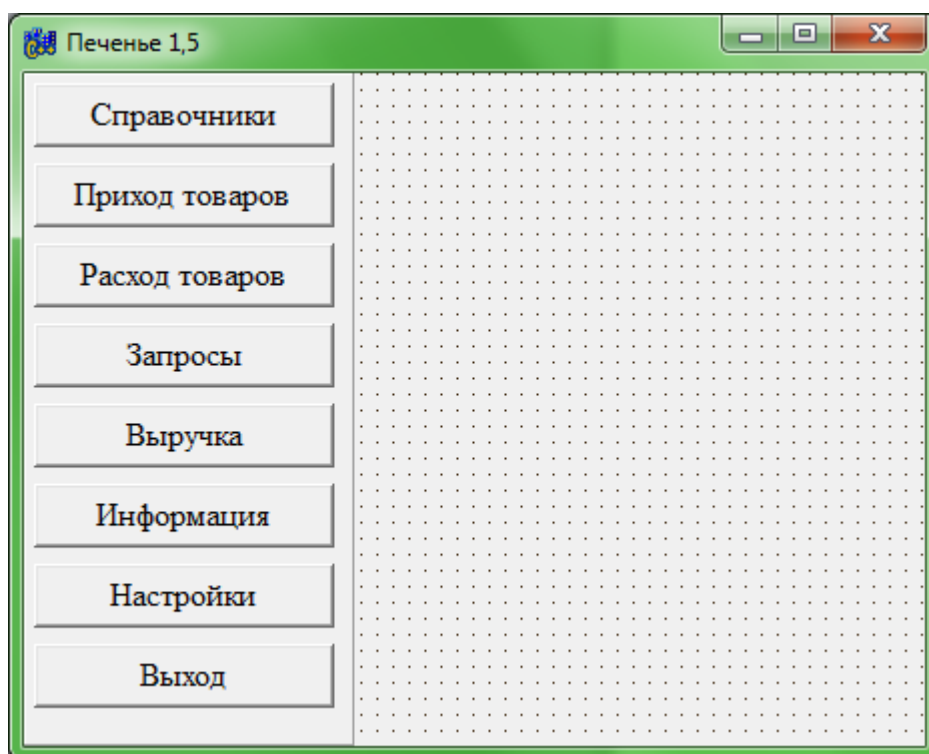 Печенье 1,5
Справочники
Приход товаров
Расход товаров
Запросы
Выручка
Информация
Настройки
Выход